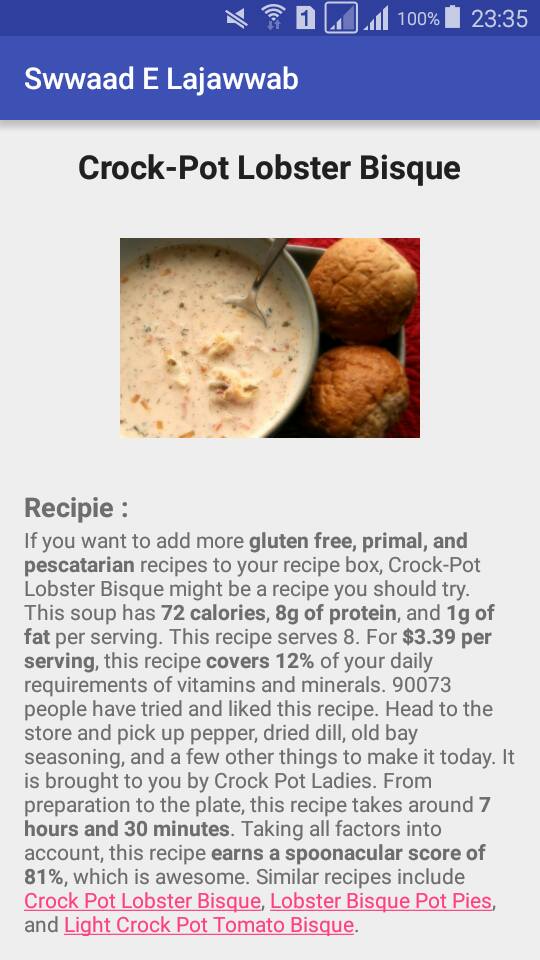 1 100% 23:35
Swwaad E Lajawwab
Crock-Pot Lobster Bisque
Recipie :
If you want to add more gluten free, primal, and
pescatarian recipes to your recipe box, Crock-Pot
Lobster Bisque might be a recipe you should try.
This soup has 72 calories, 8g of protein, and 1g of
fat per serving. This recipe serves 8. For $3.39 per
serving, this recipe covers 12% of your daily
requirements of vitamins and minerals. 90073
people have tried and liked this recipe. Head to the
store and pick up pepper, dried dill, old bay
seasoning, and a few other things to make it today. It
is brought to you by Crock Pot Ladies. From
preparation to the plate, this recipe takes around 7
hours and 30 minutes. Taking all factors into
account, this recipe earns a spoonacular score of
81%, which is awesome. Similar recipes include
Crock Pot Lobster Bisque, Lobster Bisque Pot Pies,
and Light Crock Pot Tomato Bisque.